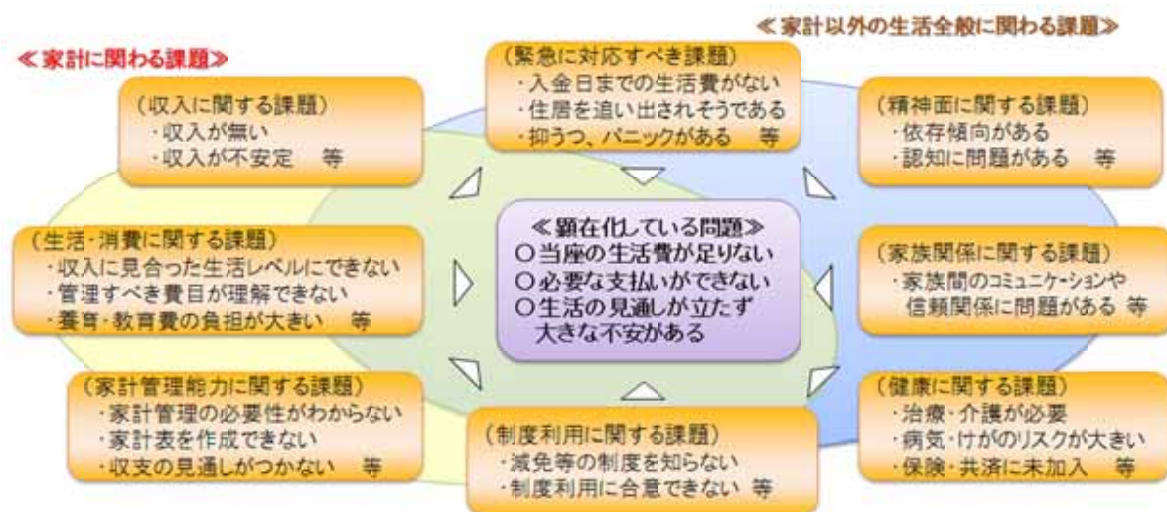 ≪家計以外の生活全般に関わる課題≫
≪家計に関わる課題≫
(緊急に対応すべき課題)
・入金日までの生活費がない
・住居を追い出されそうである
・抑うつ、パニックがある　等
(収入に関する課題)
・収入が無い
・収入が不安定　等
(精神面に関する課題)
・依存傾向がある
・認知に問題がある　等
≪顕在化している問題≫
○当座の生活費が足りない
○必要な支払いができない
○生活の見通しが立たず
大きな不安がある
(生活・消費に関する課題)
・収入に見合った生活レベルにできない
・管理すべき費目が理解できない
・養育・教育費の負担が大きい　等
(家族関係に関する課題)
・家族間のコミュニケーションや
信頼関係に問題がある 等
(家計管理能力に関する課題)
・家計管理の必要性がわからない
・家計表を作成できない
・収支の見通しがつかない　等
(制度利用に関する課題)
・減免等の制度を知らない
・制度利用に合意できない 等
(健康に関する課題)
・治療・介護が必要
・病気・けがのリスクが大きい
・保険・共済に未加入　等